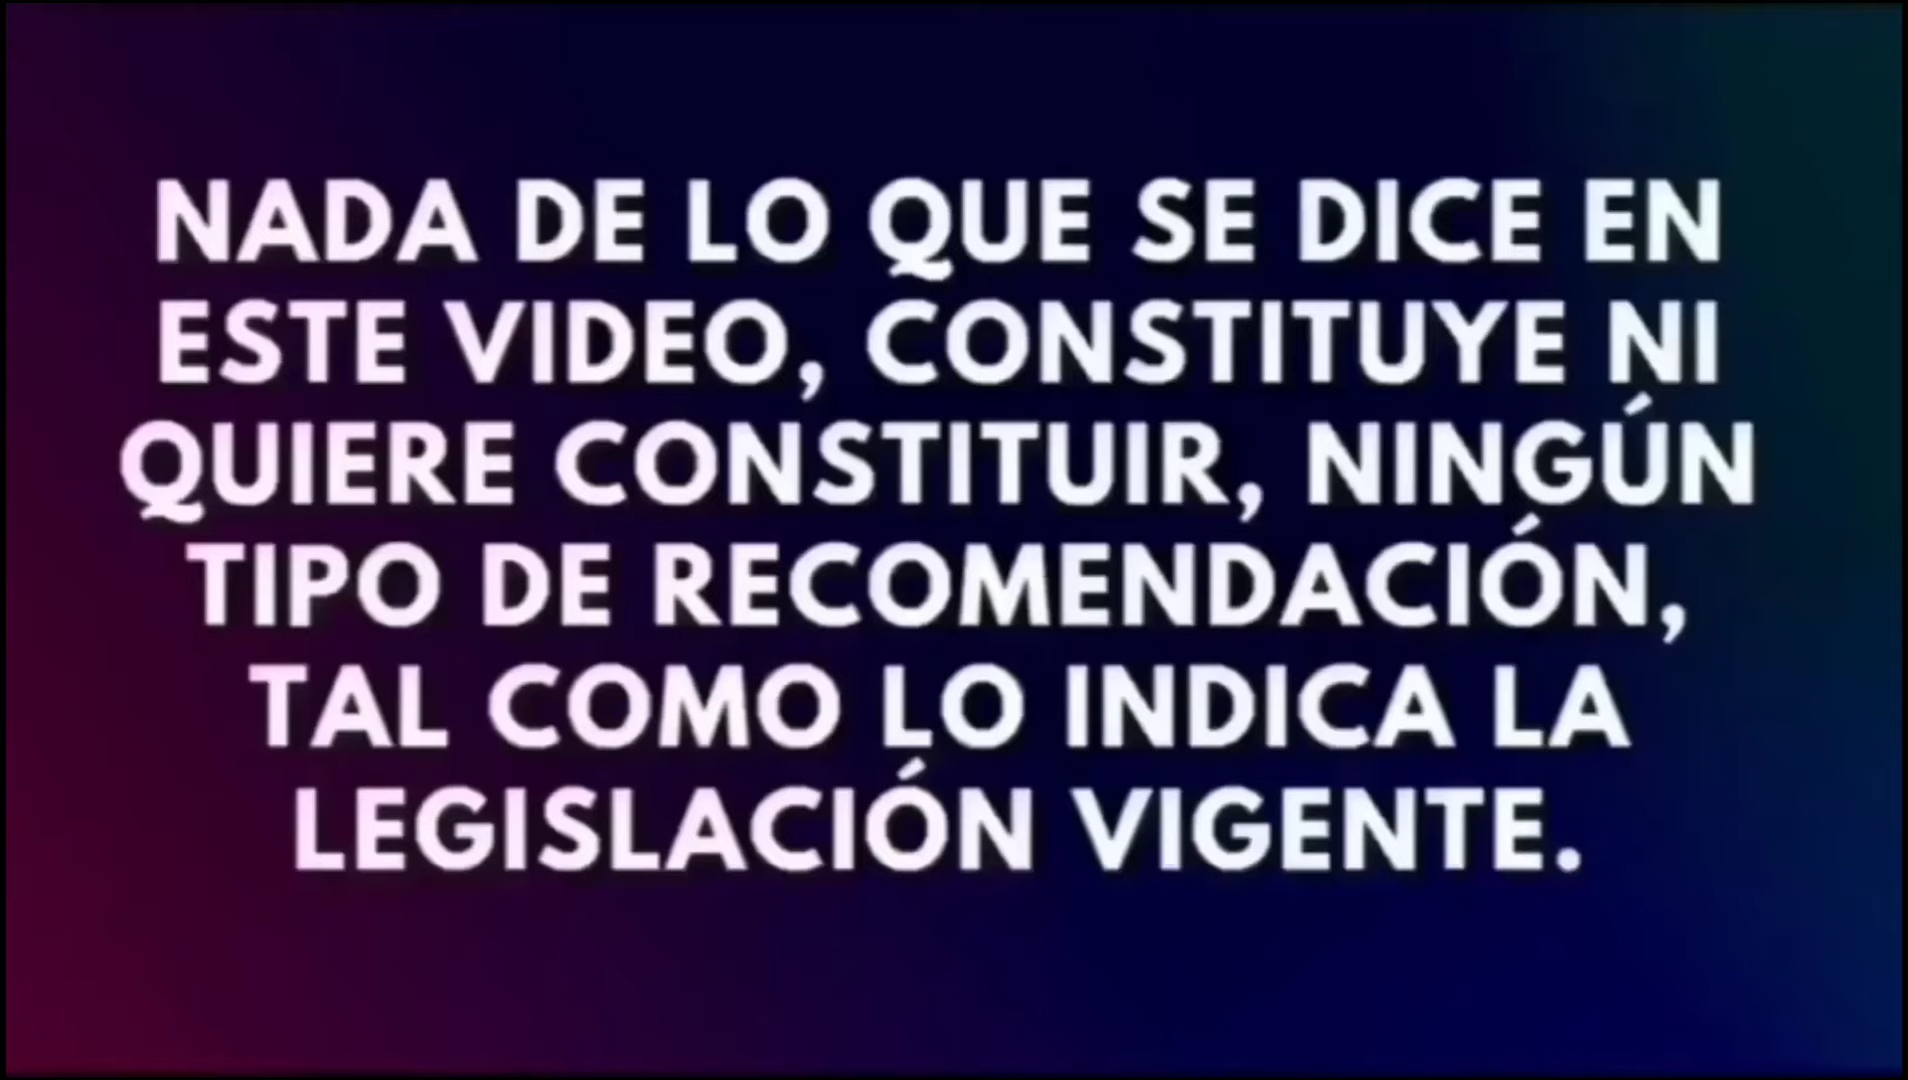 NADA DE LO QUE SE DICE EN
ESTE VIDEO, CONSTITUYE NI
QUIERE CONSTITUIR, NINGÚN
TIPO DE RECOMENDACIÓN,
TAL COMO LO INDICA LA
LEGISLACIÓN VIGENTE.